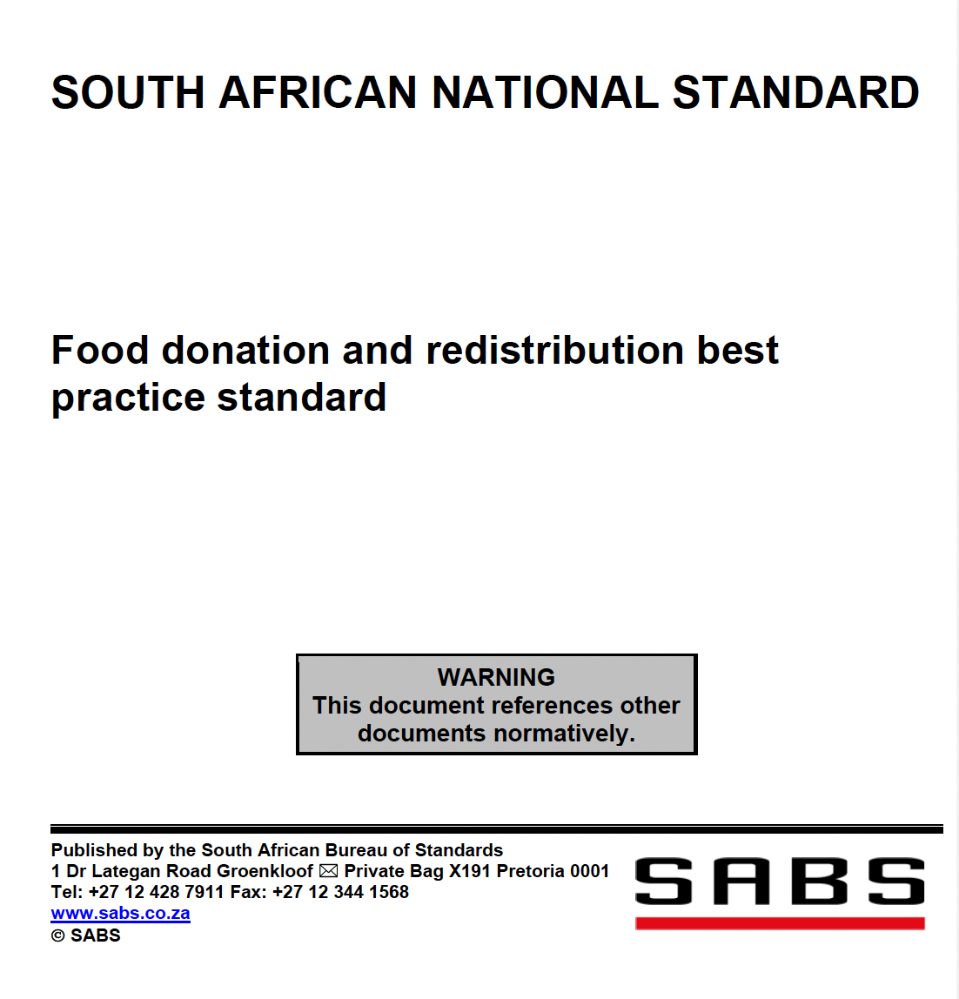 SOUTH AFRICAN NATIONAL STANDARD
Food donation and redistribution best
practice standard
WARNING
This document references other
documents normatively.
Published by the South African Bureau of Standards
1 Dr Lategan Road Groenkloof ✉ Private Bag X191 Pretoria 0001
Tel: +27 12 428 7911 Fax: +27 12 344 1568
www.sabs.co.za
© SABS
SABS